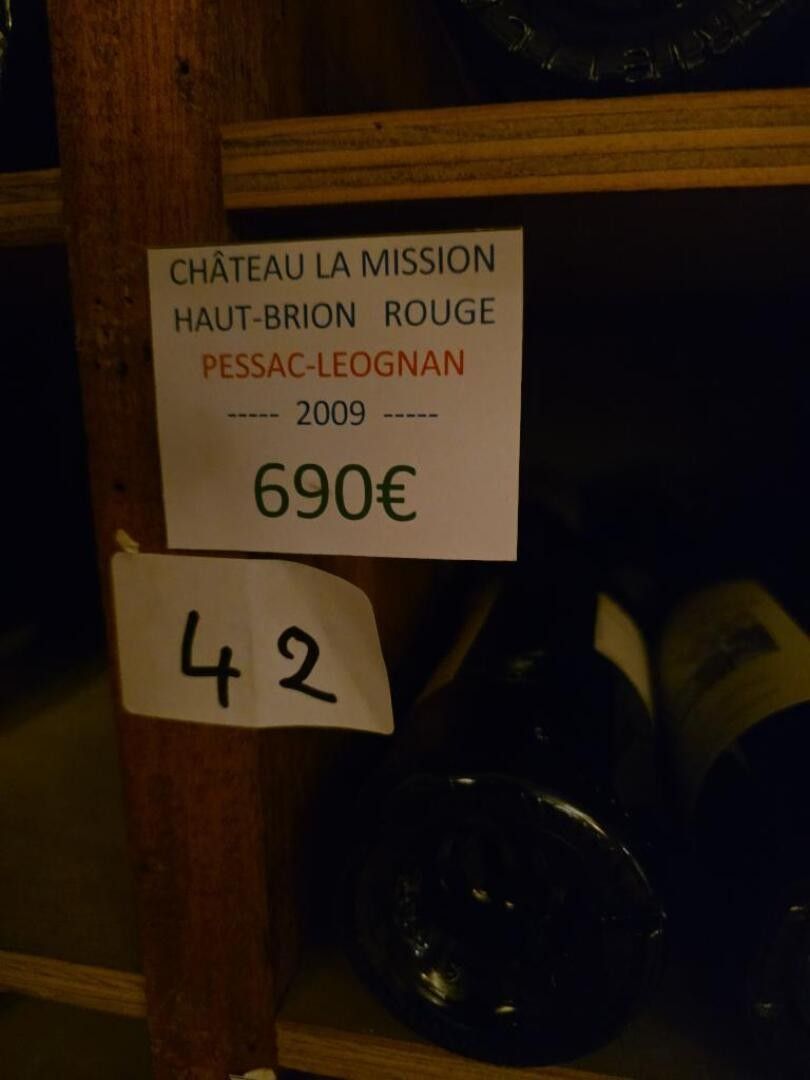 CHÂTEAU LA MISSION
HAUT-BRION ROUGE
PESSAC-LEOGNAN
----- 2009 -----
690€
42